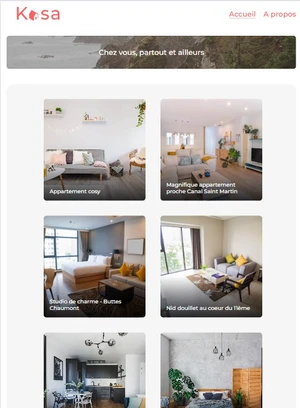 Kasa
Accueil A propos
Chez vous, partout et ailleurs
Appartement cosy
Magnifique appartement
proche Canal Saint Martin
Studio de charme - Buttes
Chaumont
Nid douillet au coeur du 11ème